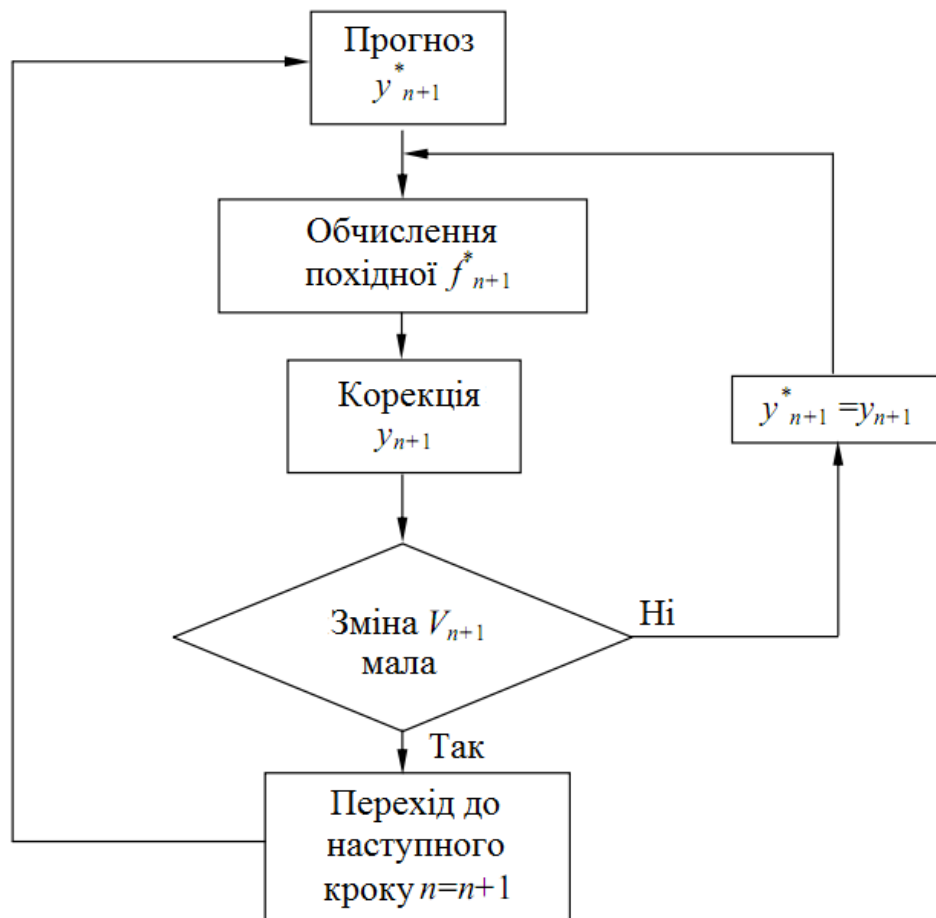 Прогноз
y*n+1
Обчислення
похідної f*n+1
Корекція
yn+1
y*n+1 =yn+1
Зміна Vn+1
мала
Ні
Так
Перехід до
наступного
кроку n=n+1